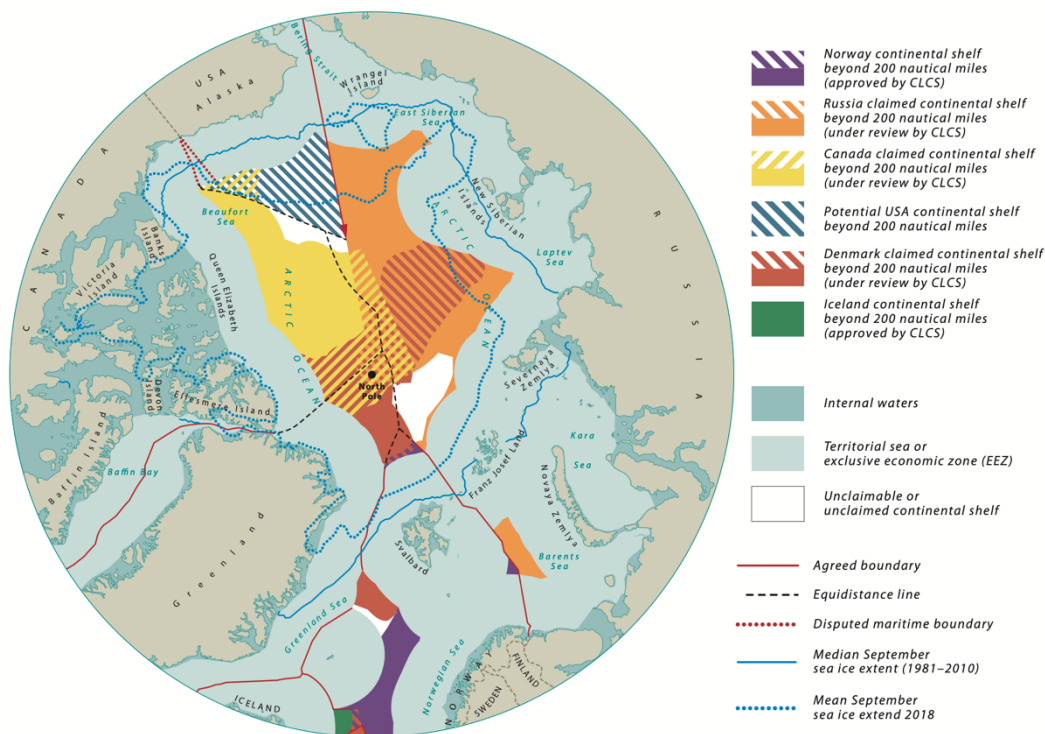 Bering Strait
USA
Alaska
Wrangel
Island
East Siberian
Sea
CANADA
New Siberian
Islands
Beaufort
Sea
ARCTIC
OCEAN
Laptev
Sea
RUSSIA
Banks
Island
Victoria
Island
Queen Elizabeth
Islands
ARCTIC OCEAN
North
Pole
Severnaya
Zemlya
Devon
Island
Ellesmere Island
Kara
Sea
Baffin Island
Baffin Bay
Franz Josef Land
Novaya Zemlya
Greenland
Svalbard
Barents
Sea
Greenland Sea
Norwegian Sea
NORWAY
FINLAND
SWEDEN
ICELAND
Norway continental shelf
beyond 200 nautical miles
(approved by CLCS)
Russia claimed continental shelf
beyond 200 nautical miles
(under review by CLCS)
Canada claimed continental shelf
beyond 200 nautical miles
(under review by CLCS)
Potential USA continental shelf
beyond 200 nautical miles
Denmark claimed continental shelf
beyond 200 nautical miles
(under review by CLCS)
Iceland continental shelf
beyond 200 nautical miles
(approved by CLCS)
Internal waters
Territorial sea or
exclusive economic zone (EEZ)
Unclaimable or
unclaimed continental shelf
Agreed boundary
Equidistance line
Disputed maritime boundary
Median September
sea ice extent (1981–2010)
Mean September
sea ice extend 2018